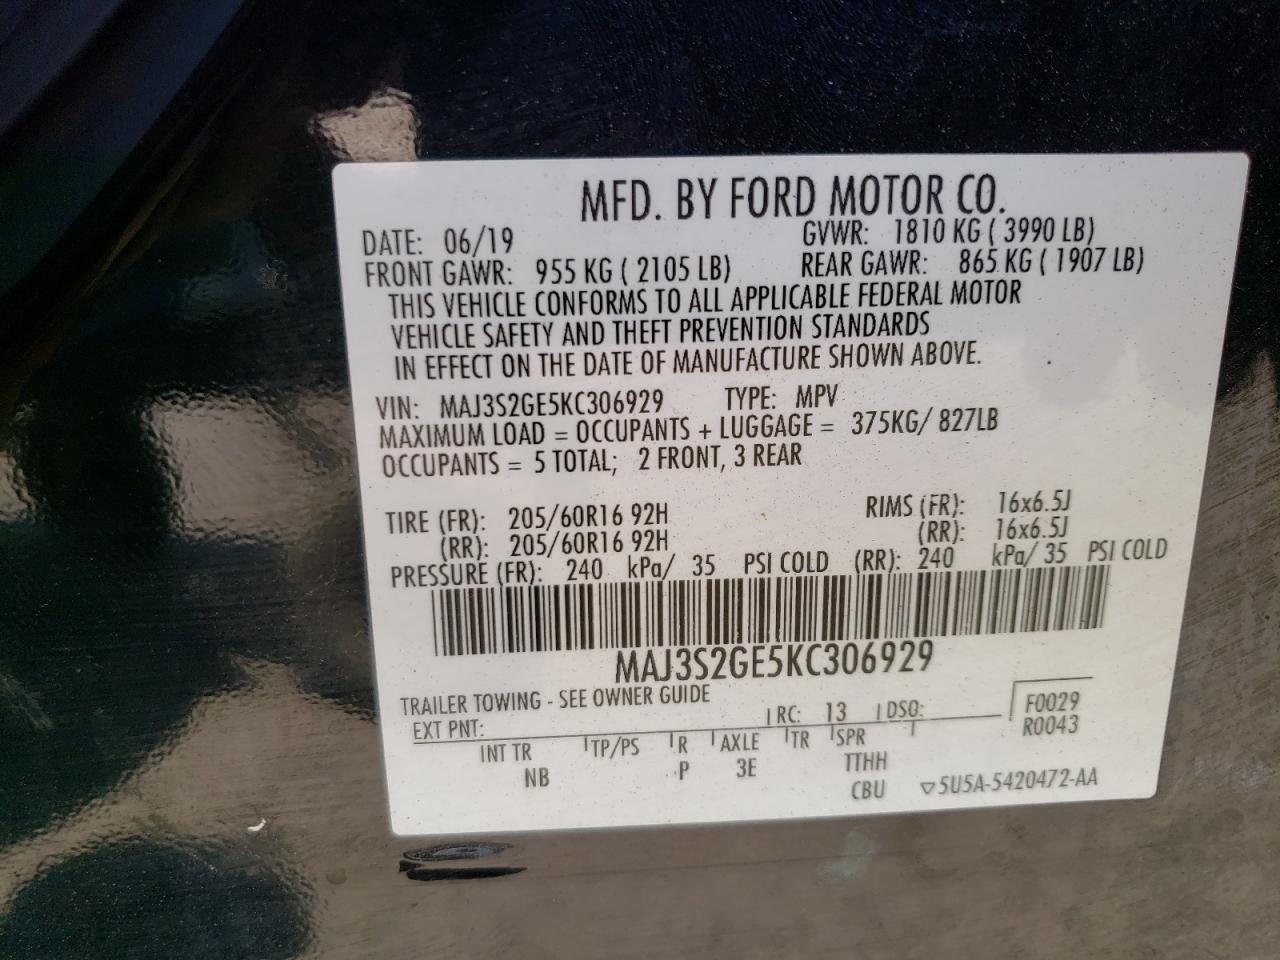 MFD. BY FORD MOTOR CO.
DATE: 06/19 GVWR: 1810 KG ( 3990 LB)
FRONT GAWR: 955 KG ( 2105 LB) REAR GAWR: 865 KG ( 1907 LB)
THIS VEHICLE CONFORMS TO ALL APPLICABLE FEDERAL MOTOR
VEHICLE SAFETY AND THEFT PREVENTION STANDARDS
IN EFFECT ON THE DATE OF MANUFACTURE SHOWN ABOVE.
VIN: MAJ3S2GE5KC306929 TYPE: MPV
MAXIMUM LOAD = OCCUPANTS + LUGGAGE = 375KG/ 827LB
OCCUPANTS = 5 TOTAL; 2 FRONT, 3 REAR
TIRE (FR): 205/60R16 92H RIMS (FR): 16x6.5J
(RR): 205/60R16 92H (RR): 16x6.5J
PRESSURE (FR): 240 kPa/ 35 PSI COLD (RR): 240 kPa/ 35 PSI COLD
MAJ3S2GE5KC306929
TRAILER TOWING - SEE OWNER GUIDE
EXT PNT: RC: 13 DSO: F0029
R0043
INT TR TP/PS R AXLE TR SPR
NB P 3E TTHH
CBU ▽5U5A-5420472-AA